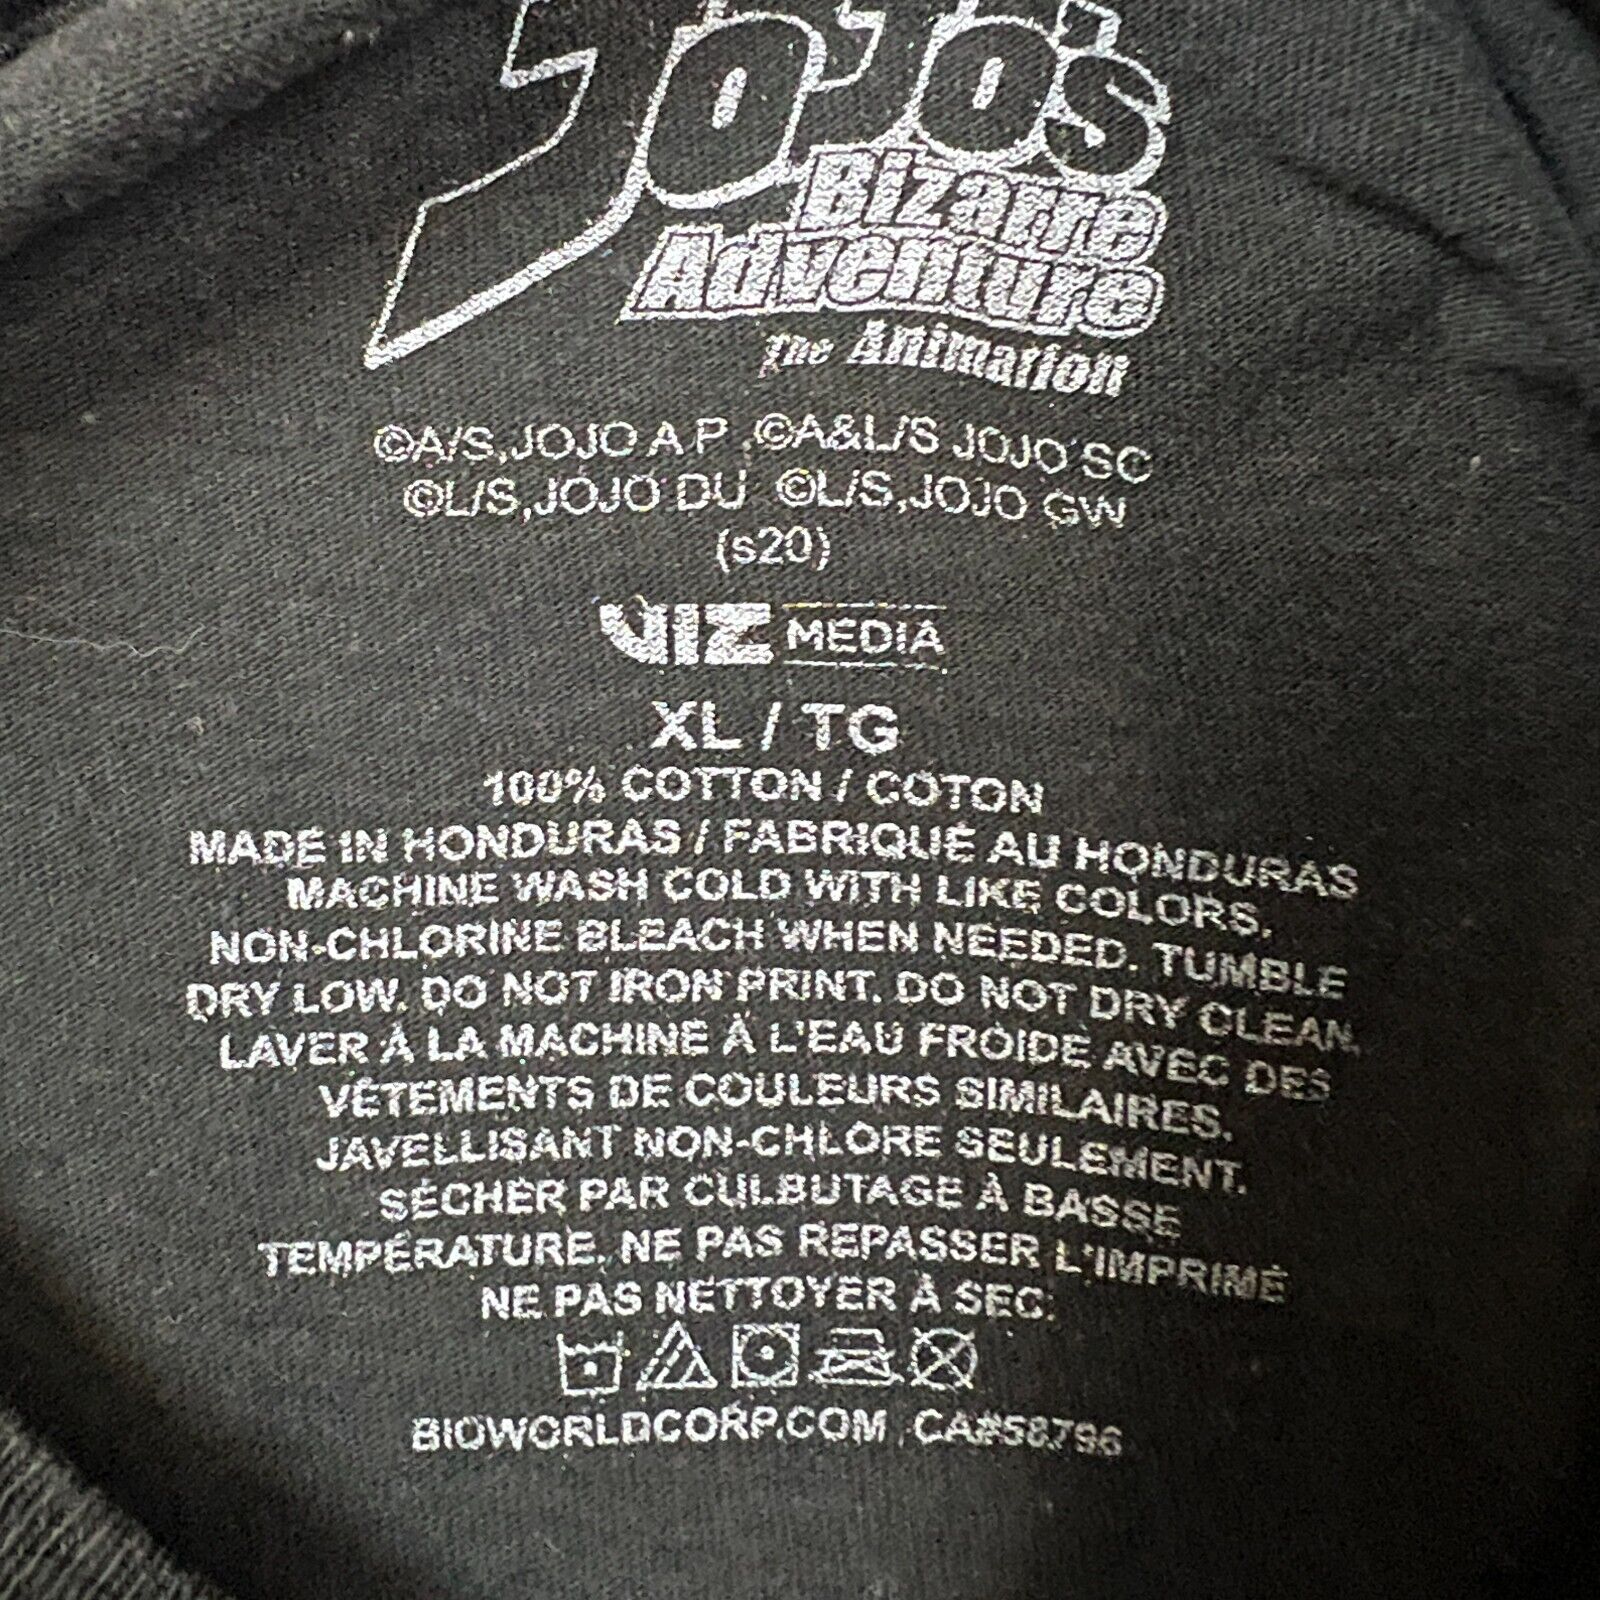 JoJo's
Bizarre
Adventure
The Animation
©A/S,JOJO A.P ©A&L/S JOJO SC
©L/S,JOJO DU ©L/S,JOJO GW
(s20)
VIZ MEDIA
XL / TG
100% COTTON / COTON
MADE IN HONDURAS / FABRIQUÉ AU HONDURAS
MACHINE WASH COLD WITH LIKE COLORS,
NON-CHLORINE BLEACH WHEN NEEDED. TUMBLE
DRY LOW. DO NOT IRON PRINT. DO NOT DRY CLEAN.
LAVER À LA MACHINE À L'EAU FROIDE AVEC DES
VÊTEMENTS DE COULEURS SIMILAIRES.
JAVELLISANT NON-CHLORE SEULEMENT.
SÉCHER PAR CULBUTAGE À BASSE
TEMPÉRATURE. NE PAS REPASSER L'IMPRIMÉ
NE PAS NETTOYER À SEC.
BIOWORLDCORP.COM CA#58796